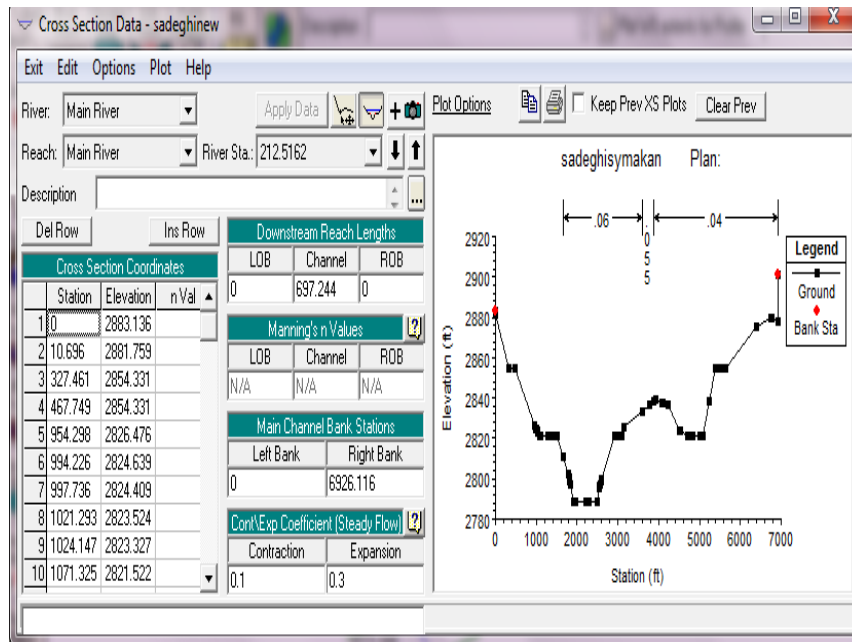 Cross Section Data - sadeghinew
Exit Edit Options Plot Help
River: Main River
Apply Data
Plot Options
Keep Prev XS Plots
Clear Prev
Reach: Main River
River Sta.: 212.5162
Description
...
Del Row
Ins Row
Cross Section Coordinates
Station Elevation n Val
1 0 2883.136
2 10.696 2881.759
3 327.461 2854.331
4 467.749 2854.331
5 954.298 2826.476
6 994.226 2824.639
7 997.736 2824.409
8 1021.293 2823.524
9 1024.147 2823.327
10 1071.325 2821.522
Downstream Reach Lengths
LOB Channel ROB
0 697.244 0
Manning's n Values
?
LOB Channel ROB
N/A N/A N/A
Main Channel Bank Stations
Left Bank Right Bank
0 6926.116
Cont\Exp Coefficient (Steady Flow)
?
Contraction Expansion
0.1 0.3
sadeghisymakan Plan:
.06
.055
.04
Legend
Ground
Bank Sta
Elevation (ft)
2920
2900
2880
2860
2840
2820
2800
2780
0 1000 2000 3000 4000 5000 6000 7000
Station (ft)